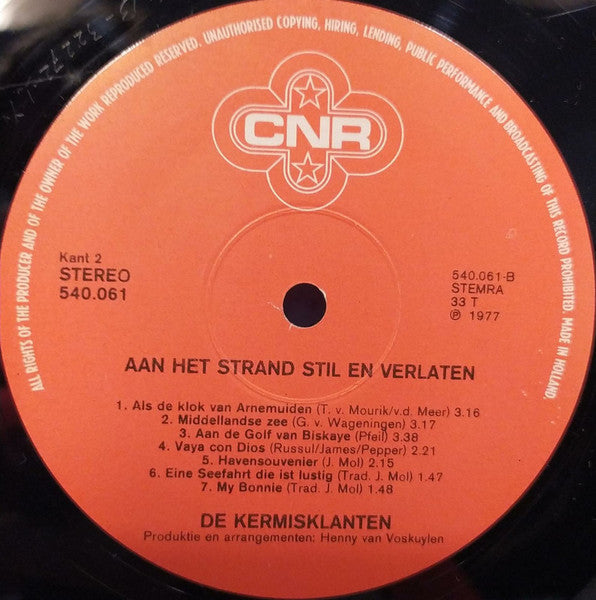 ALL RIGHTS OF THE PRODUCER AND OF THE OWNER OF THE WORK REPRODUCED RESERVED. UNAUTHORISED COPYING, HIRING, LENDING, PUBLIC PERFORMANCE AND BROADCASTING OF THIS RECORD PROHIBITED. MADE IN HOLLAND.
CNR
Kant 2
STEREO
540.061
540.061-B
STEMRA
33 T
℗ 1977
AAN HET STRAND STIL EN VERLATEN
1. Als de klok van Arnemuiden (T. v. Mourik/v.d. Meer) 3.16
2. Middellandse zee (G. v. Wageningen) 3.17
3. Aan de Golf van Biskaye (Pfeil) 3.38
4. Vaya con Dios (Russul/James/Pepper) 2.21
5. Havensouvenier (J. Mol) 2.15
6. Eine Seefahrt die ist lustig (Trad. J. Mol) 1.47
7. My Bonnie (Trad. J. Mol) 1.48
DE KERMISKLANTEN
Produktie en arrangementen: Henny van Voskuylen